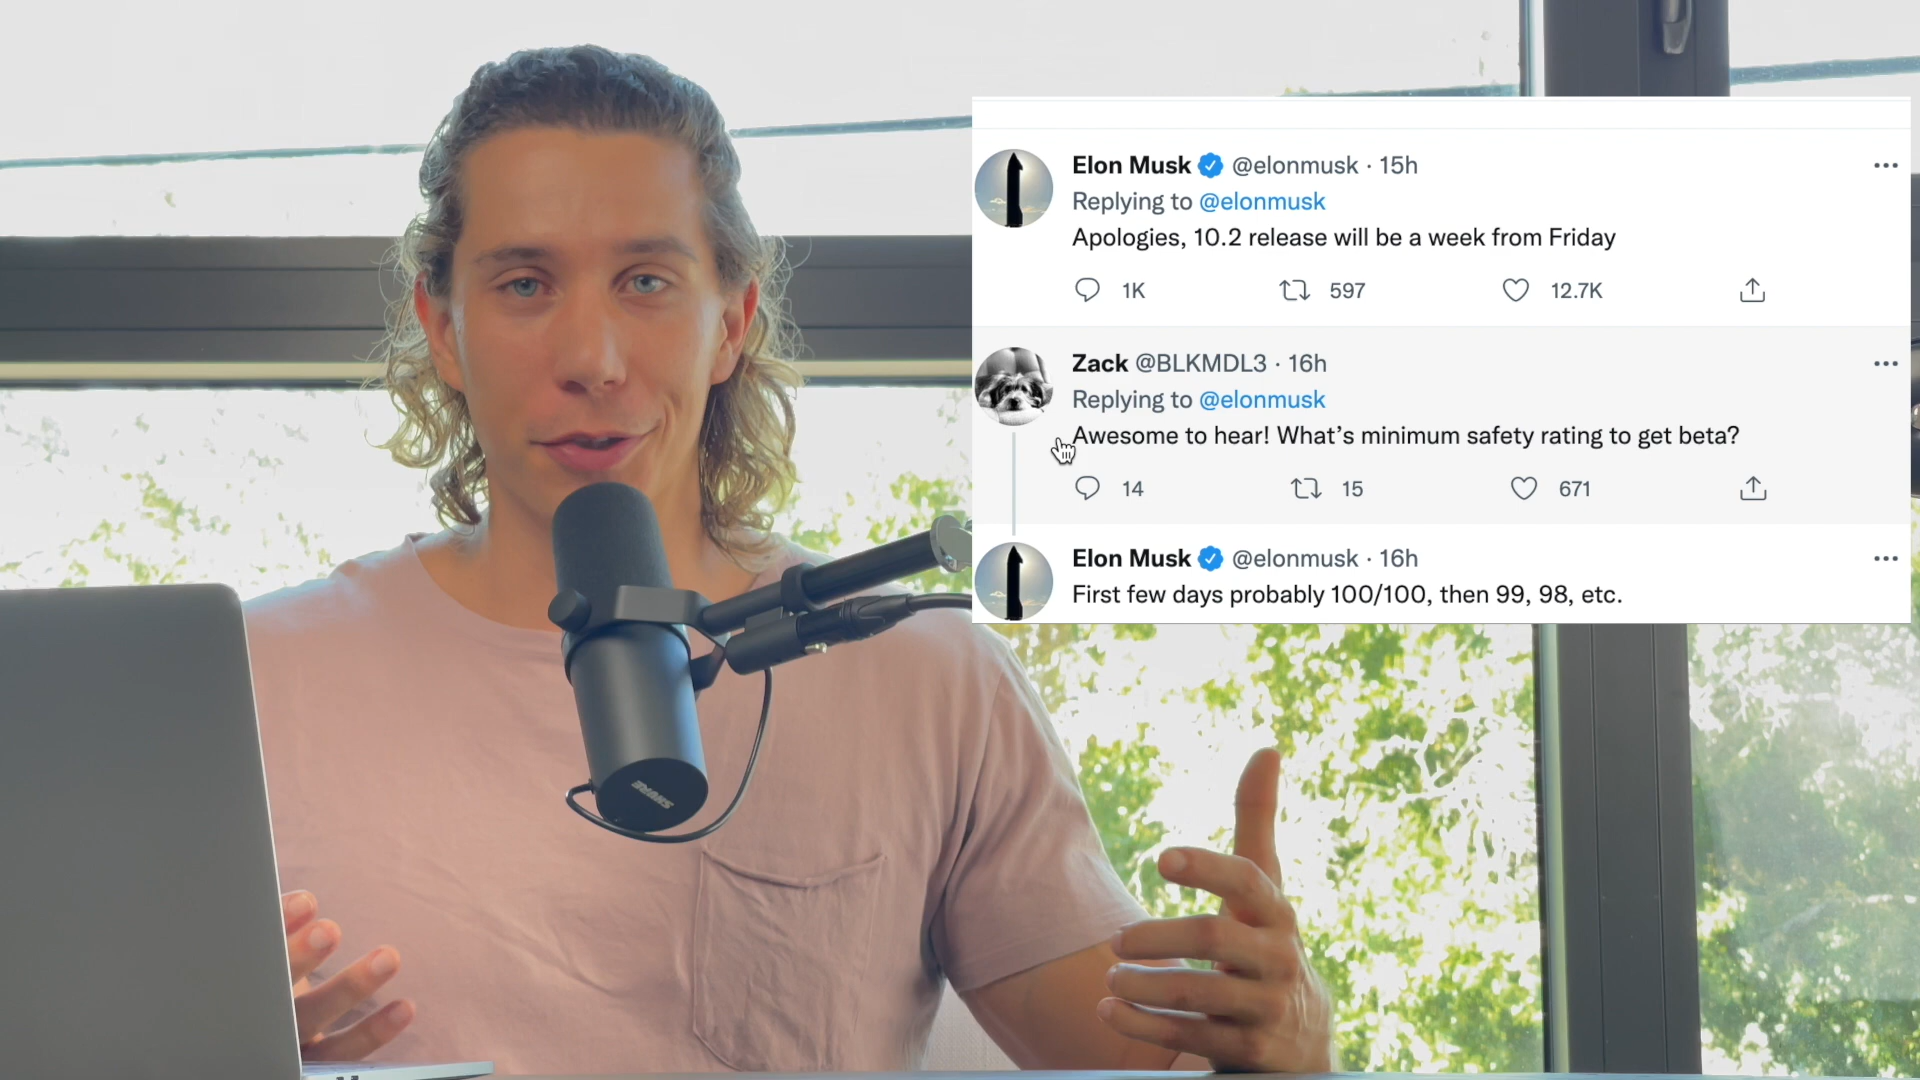 Elon Musk @elonmusk · 15h
Replying to @elonmusk
Apologies, 10.2 release will be a week from Friday
1K 597 12.7K
Zack @BLKMDL3 · 16h
Replying to @elonmusk
Awesome to hear! What's minimum safety rating to get beta?
14 15 671
Elon Musk @elonmusk · 16h
First few days probably 100/100, then 99, 98, etc.
SHURE